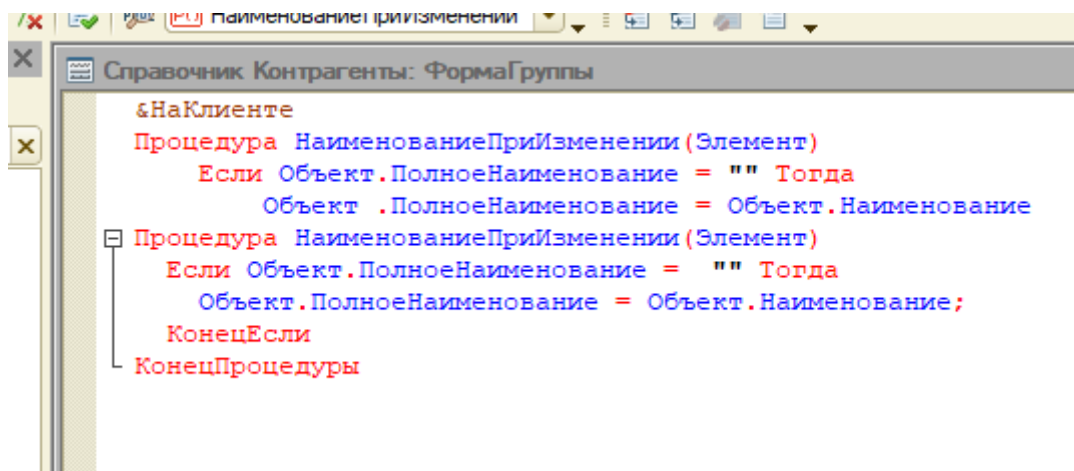 НаименованиеПриИзменении
Справочник Контрагенты: ФормаГруппы
&НаКлиенте
Процедура НаименованиеПриИзменении(Элемент)
Если Объект.ПолноеНаименование = "" Тогда
Объект .ПолноеНаименование = Объект.Наименование
Процедура НаименованиеПриИзменении(Элемент)
Если Объект.ПолноеНаименование =  "" Тогда
Объект.ПолноеНаименование = Объект.Наименование;
КонецЕсли
КонецПроцедуры